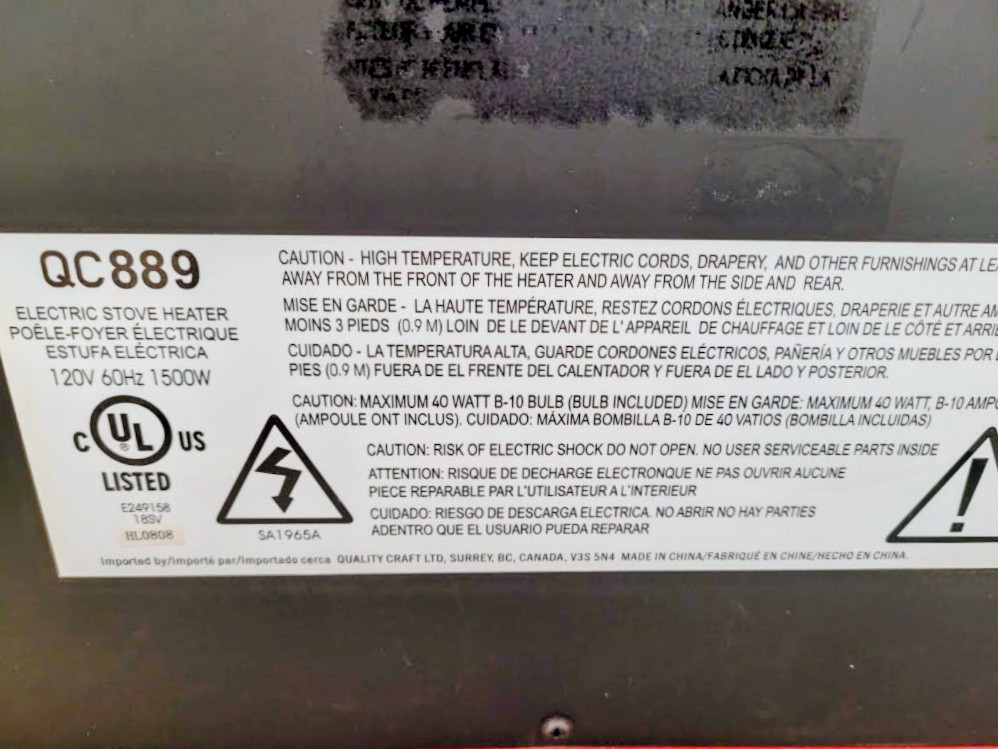 QC889
ELECTRIC STOVE HEATER
POÊLE-FOYER ÉLECTRIQUE
ESTUFA ELÉCTRICA
120V 60Hz 1500W
C UL US
®
LISTED
E249158
18SV
HL0808
SA1965A
CAUTION - HIGH TEMPERATURE, KEEP ELECTRIC CORDS, DRAPERY, AND OTHER FURNISHINGS AT
AWAY FROM THE FRONT OF THE HEATER AND AWAY FROM THE SIDE AND REAR.
MISE EN GARDE - LA HAUTE TEMPÉRATURE, RESTEZ CORDONS ÉLECTRIQUES, DRAPERIE ET AUTRE
MOINS 3 PIEDS (0.9 M) LOIN DE LE DEVANT DE L'APPAREIL DE CHAUFFAGE ET LOIN DE LE CÔTÉ ET
CUIDADO - LA TEMPERATURA ALTA, GUARDE CORDONES ELÉCTRICOS, PAÑERÍA Y OTROS MUEBLES POR
PIES (0.9 M) FUERA DE EL FRENTE DEL CALENTADOR Y FUERA DE EL LADO Y POSTERIOR.
CAUTION: MAXIMUM 40 WATT B-10 BULB (BULB INCLUDED) MISE EN GARDE: MAXIMUM 40 WATT, B-10
(AMPOULE ONT INCLUS). CUIDADO: MÁXIMA BOMBILLA B-10 DE 40 VATIOS (BOMBILLA INCLUIDAS)
CAUTION: RISK OF ELECTRIC SHOCK DO NOT OPEN. NO USER SERVICEABLE PARTS INSIDE
ATTENTION: RISQUE DE DECHARGE ELECTRONQUE NE PAS OUVRIR AUCUNE
PIECE REPARABLE PAR L'UTILISATEUR A L'INTERIEUR
CUIDADO: RIESGO DE DESCARGA ELECTRICA. NO ABRIR NO HAY PARTIES
ADENTRO QUE EL USUARIO PUEDA REPARAR
Imported by/Importé par/Importado cerca QUALITY CRAFT LTD, SURREY, BC, CANADA, V3S 5N4 MADE IN CHINA/FABRIQUÉ EN CHINE/HECHO EN CHINA.